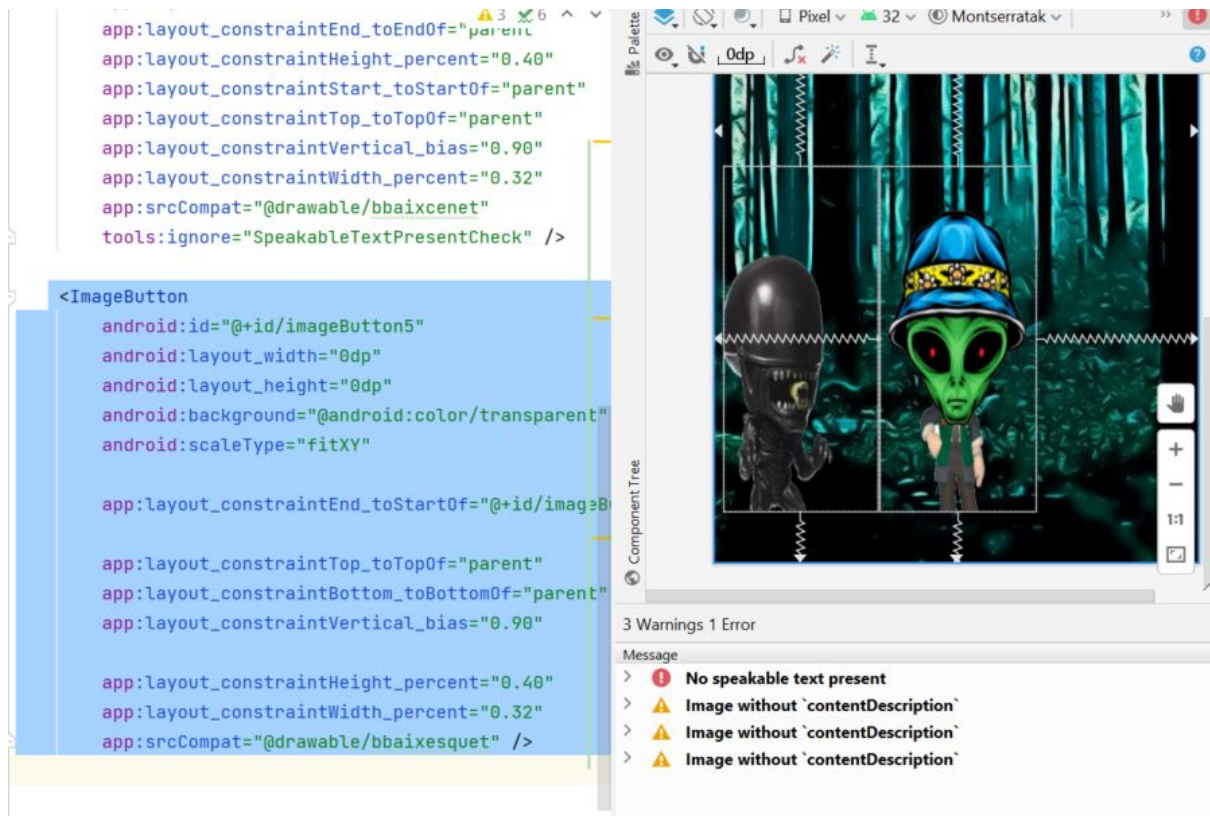 app:layout_constraintEnd_toEndOf="parent"
app:layout_constraintHeight_percent="0.40"
app:layout_constraintStart_toStartOf="parent"
app:layout_constraintTop_toTopOf="parent"
app:layout_constraintVertical_bias="0.90"
app:layout_constraintWidth_percent="0.32"
app:srcCompat="@drawable/bbaixcenet"
tools:ignore="SpeakableTextPresentCheck" />
<ImageButton
android:id="@+id/imageButton5"
android:layout_width="0dp"
android:layout_height="0dp"
android:background="@android:color/transparent"
android:scaleType="fitXY"
app:layout_constraintEnd_toStartOf="@+id/imageB
app:layout_constraintTop_toTopOf="parent"
app:layout_constraintBottom_toBottomOf="parent"
app:layout_constraintVertical_bias="0.90"
app:layout_constraintHeight_percent="0.40"
app:layout_constraintWidth_percent="0.32"
app:srcCompat="@drawable/bbaixesquet" />
3 6
Palette
Component Tree
Pixel 32 Montserratak
0dp
1:1
3 Warnings 1 Error
Message
No speakable text present
Image without `contentDescription`
Image without `contentDescription`
Image without `contentDescription`